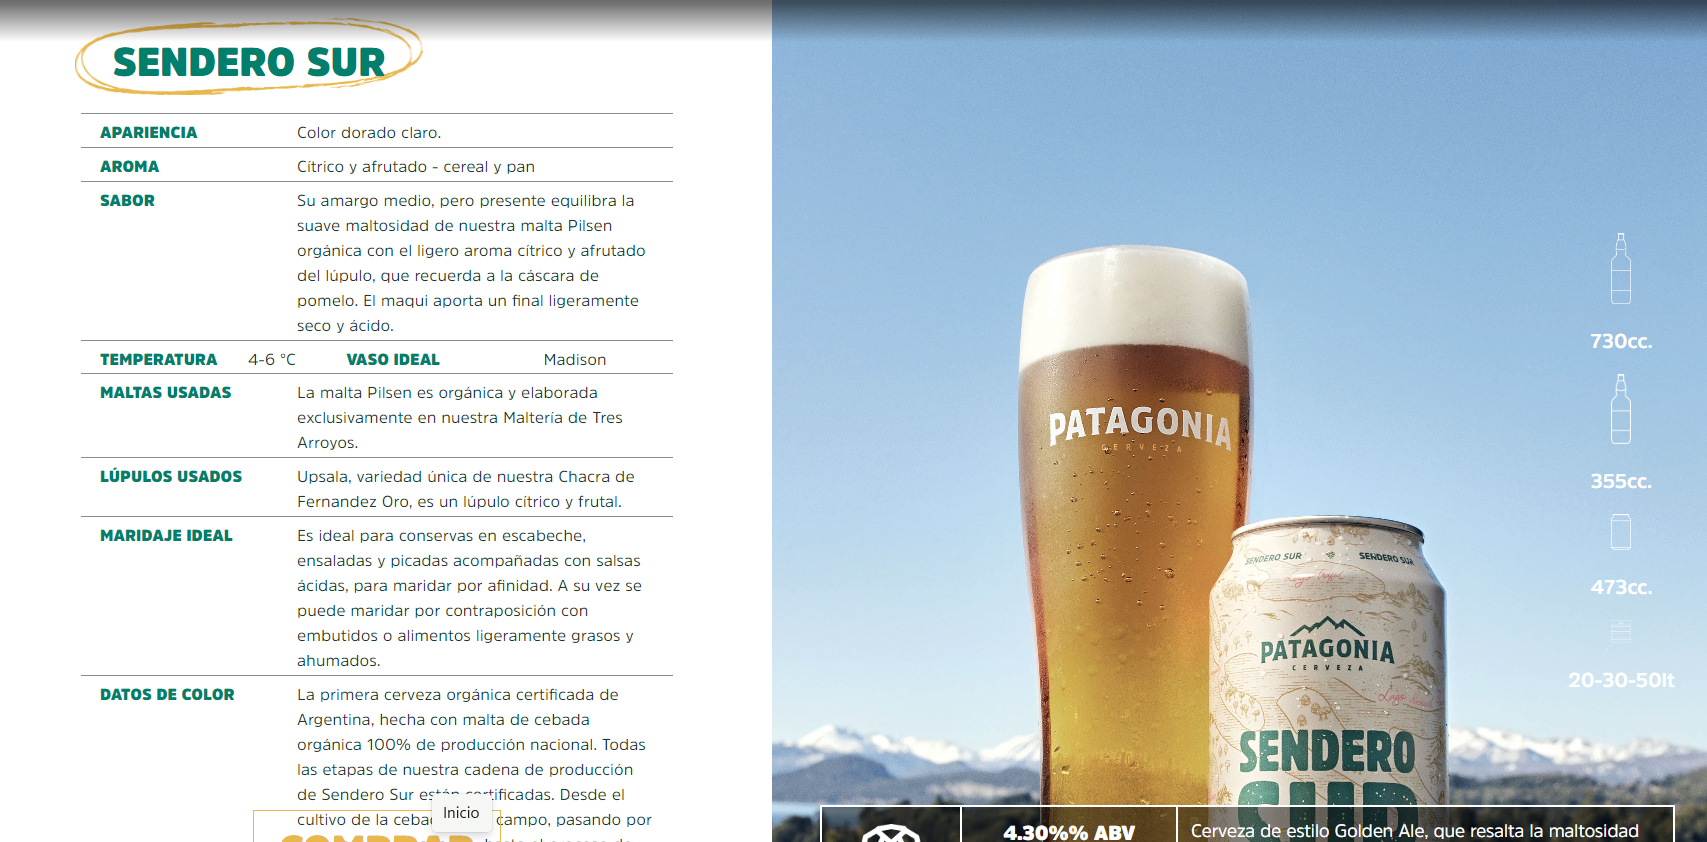 SENDERO SUR
APARIENCIA
Color dorado claro.
AROMA
Cítrico y afrutado - cereal y pan
SABOR
Su amargo medio, pero presente equilibra la
suave maltosidad de nuestra malta Pilsen
orgánica con el ligero aroma cítrico y afrutado
del lúpulo, que recuerda a la cáscara de
pomelo. El maqui aporta un final ligeramente
seco y ácido.
TEMPERATURA 4-6 °C VASO IDEAL Madison
MALTAS USADAS
La malta Pilsen es orgánica y elaborada
exclusivamente en nuestra Maltería de Tres
Arroyos.
LÚPULOS USADOS
Upsala, variedad única de nuestra Chacra de
Fernandez Oro, es un lúpulo cítrico y frutal.
MARIDAJE IDEAL
Es ideal para conservas en escabeche,
ensaladas y picadas acompañadas con salsas
ácidas, para maridar por afinidad. A su vez se
puede maridar por contraposición con
embutidos o alimentos ligeramente grasos y
ahumados.
DATOS DE COLOR
La primera cerveza orgánica certificada de
Argentina, hecha con malta de cebada
orgánica 100% de producción nacional. Todas
las etapas de nuestra cadena de producción
de Sendero Sur están certificadas. Desde el
cultivo de la campo, pasando por
Inicio
COMPRAR
PATAGONIA
CERVEZA
SENDERO SUR SENDERO SUR
PATAGONIA
CERVEZA
SENDERO
SUR
730cc.
355cc.
473cc.
20-30-50lt
4.30%% ABV
Cerveza de estilo Golden Ale, que resalta la maltosidad